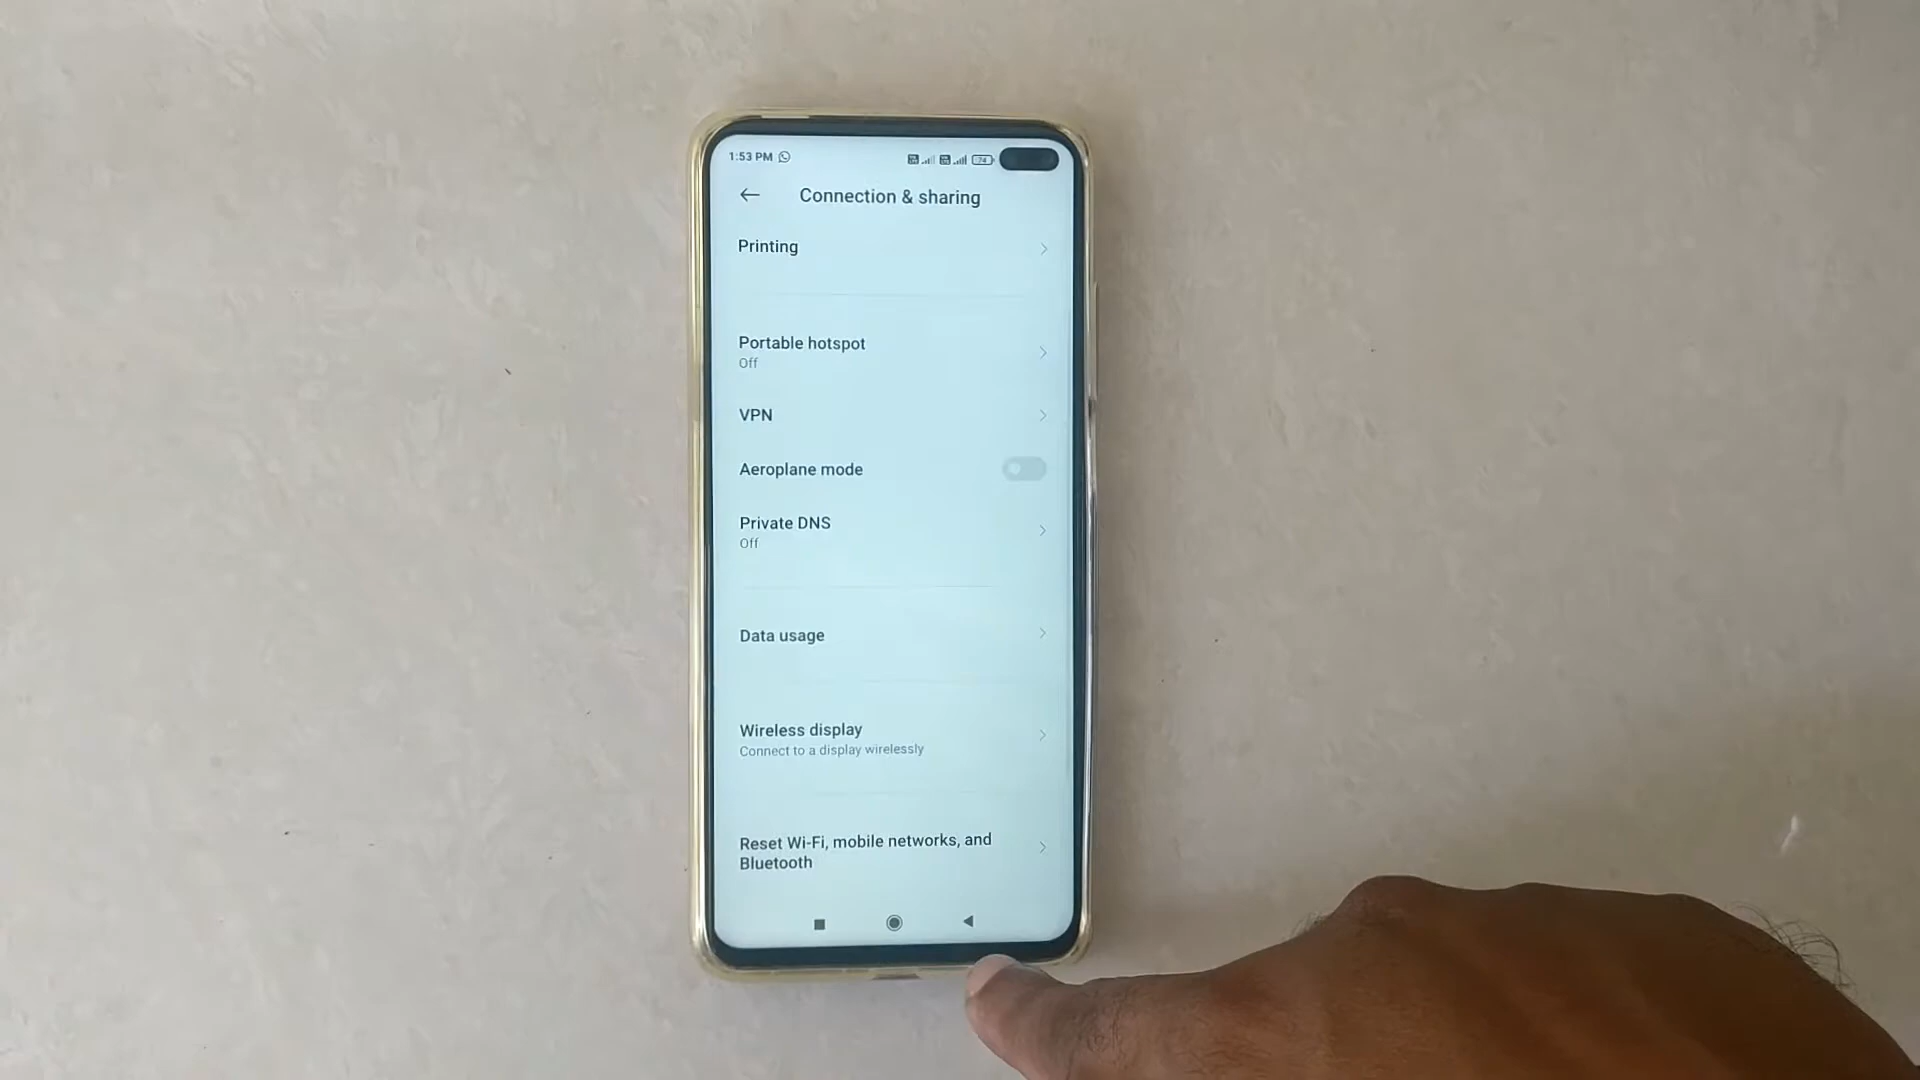 1:53 PM
74
Connection & sharing
Printing
Portable hotspot
Off
VPN
Aeroplane mode
Private DNS
Off
Data usage
Wireless display
Connect to a display wirelessly
Reset Wi-Fi, mobile networks, and
Bluetooth